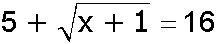 5 + √(x + 1) = 16